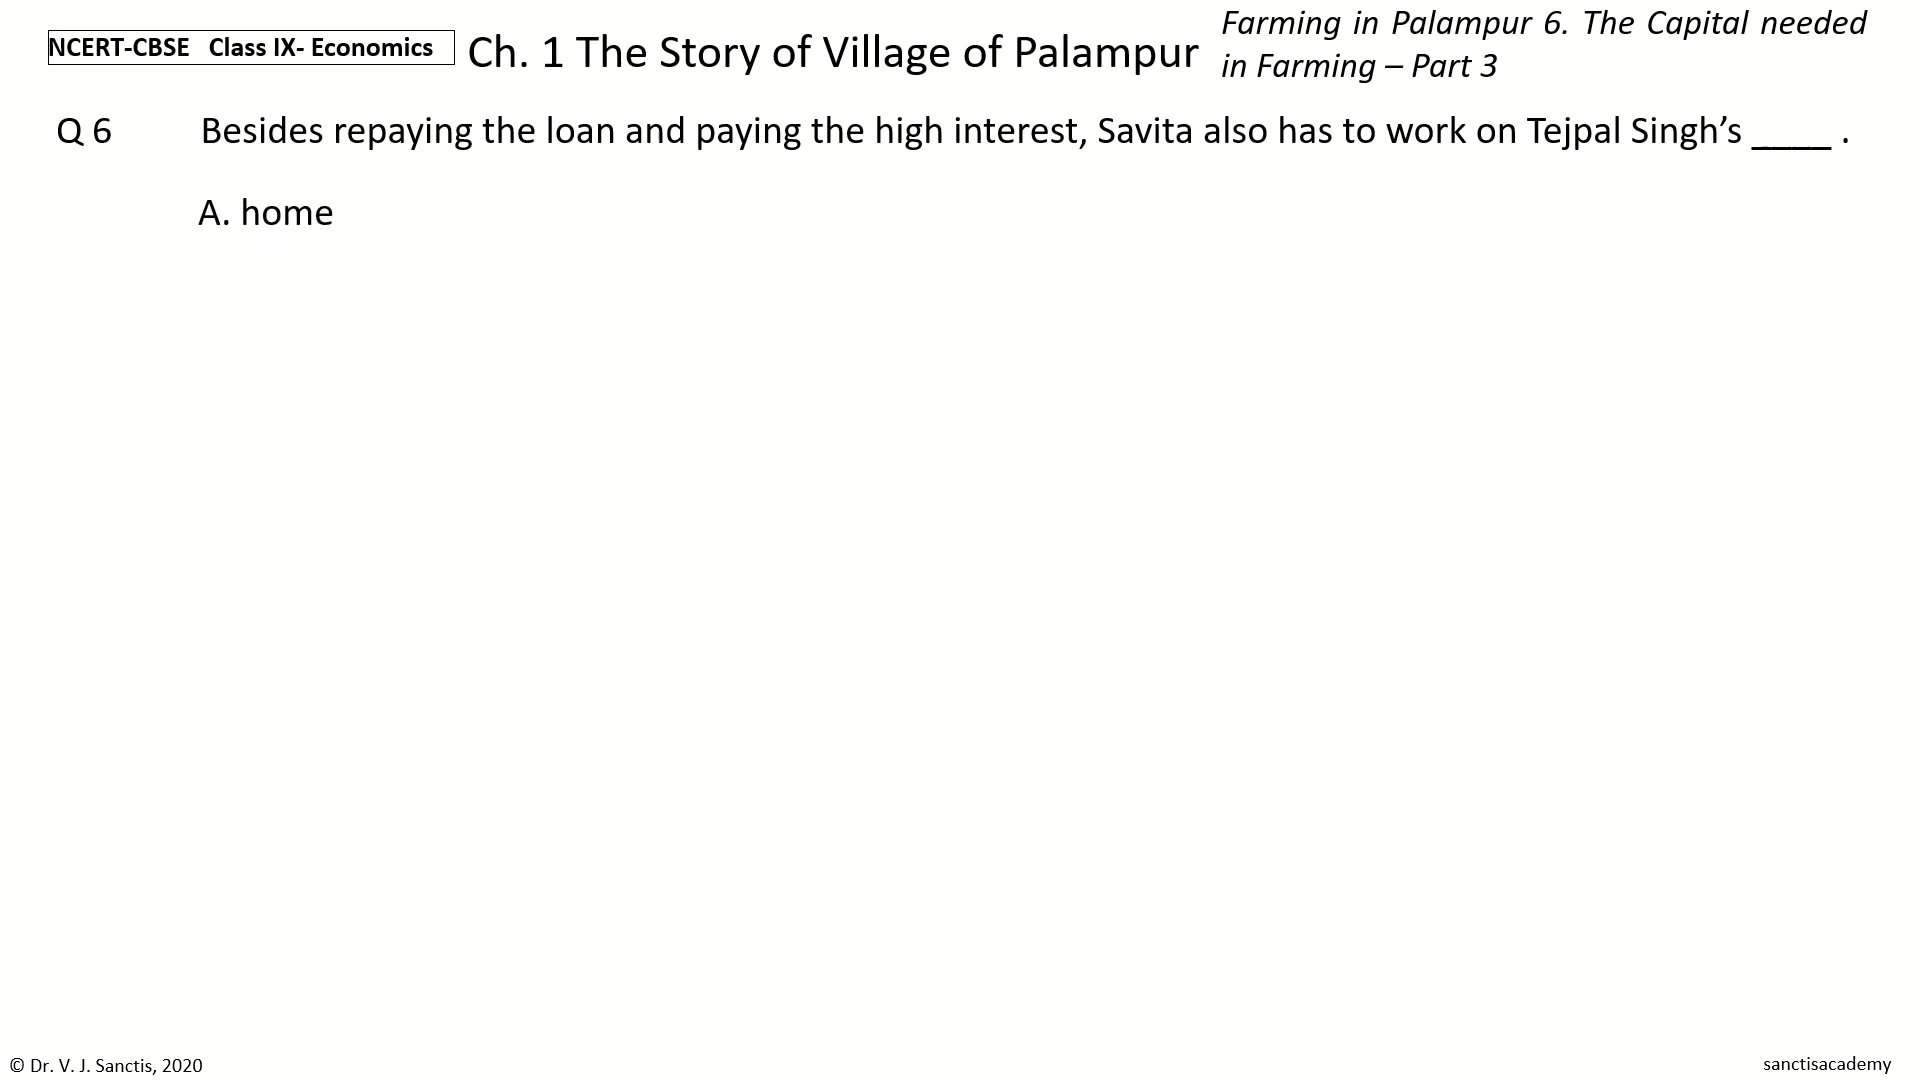 NCERT-CBSE Class IX- Economics
Ch. 1 The Story of Village of Palampur
Farming in Palampur 6. The Capital needed
in Farming – Part 3
Q 6 Besides repaying the loan and paying the high interest, Savita also has to work on Tejpal Singh’s ____ .
A. home
© Dr. V. J. Sanctis, 2020
sanctisacademy